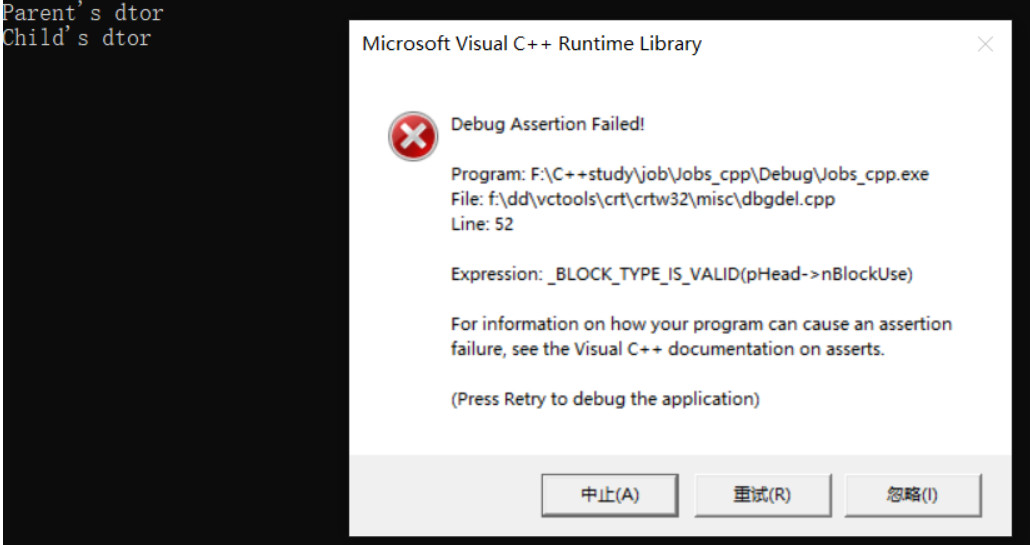 Parent's dtor
Child's dtor
Microsoft Visual C++ Runtime Library
Debug Assertion Failed!
Program: F:\C++study\job\Jobs_cpp\Debug\Jobs_cpp.exe
File: f:\dd\vctools\crt\crtw32\misc\dbgdel.cpp
Line: 52
Expression: _BLOCK_TYPE_IS_VALID(pHead->nBlockUse)
For information on how your program can cause an assertion
failure, see the Visual C++ documentation on asserts.
(Press Retry to debug the application)
中止(A)
重试(R)
忽略(I)